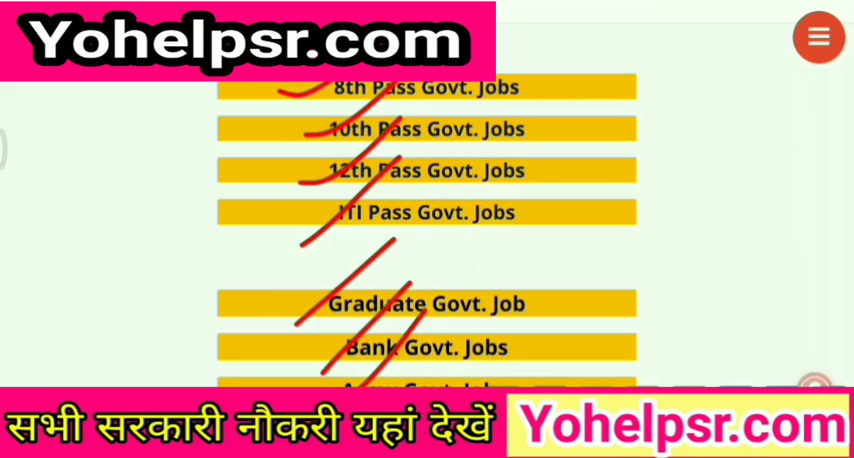 Yohelpsr.com
8th Pass Govt. Jobs
10th Pass Govt. Jobs
12th Pass Govt. Jobs
ITI Pass Govt. Jobs
Graduate Govt. Job
Bank Govt. Jobs
सभी सरकारी नौकरी यहां देखें Yohelpsr.com